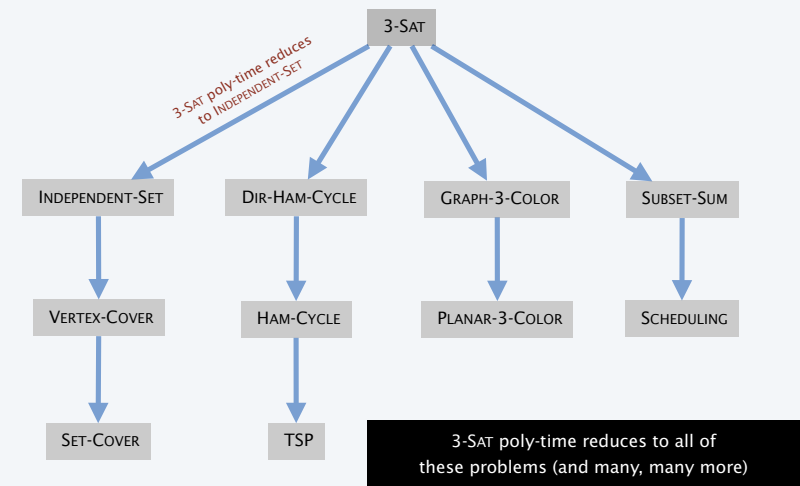 3-SAT
3-SAT poly-time reduces
to INDEPENDENT-SET
INDEPENDENT-SET
DIR-HAM-CYCLE
GRAPH-3-COLOR
SUBSET-SUM
VERTEX-COVER
HAM-CYCLE
PLANAR-3-COLOR
SCHEDULING
SET-COVER
TSP
3-SAT poly-time reduces to all of
these problems (and many, many more)